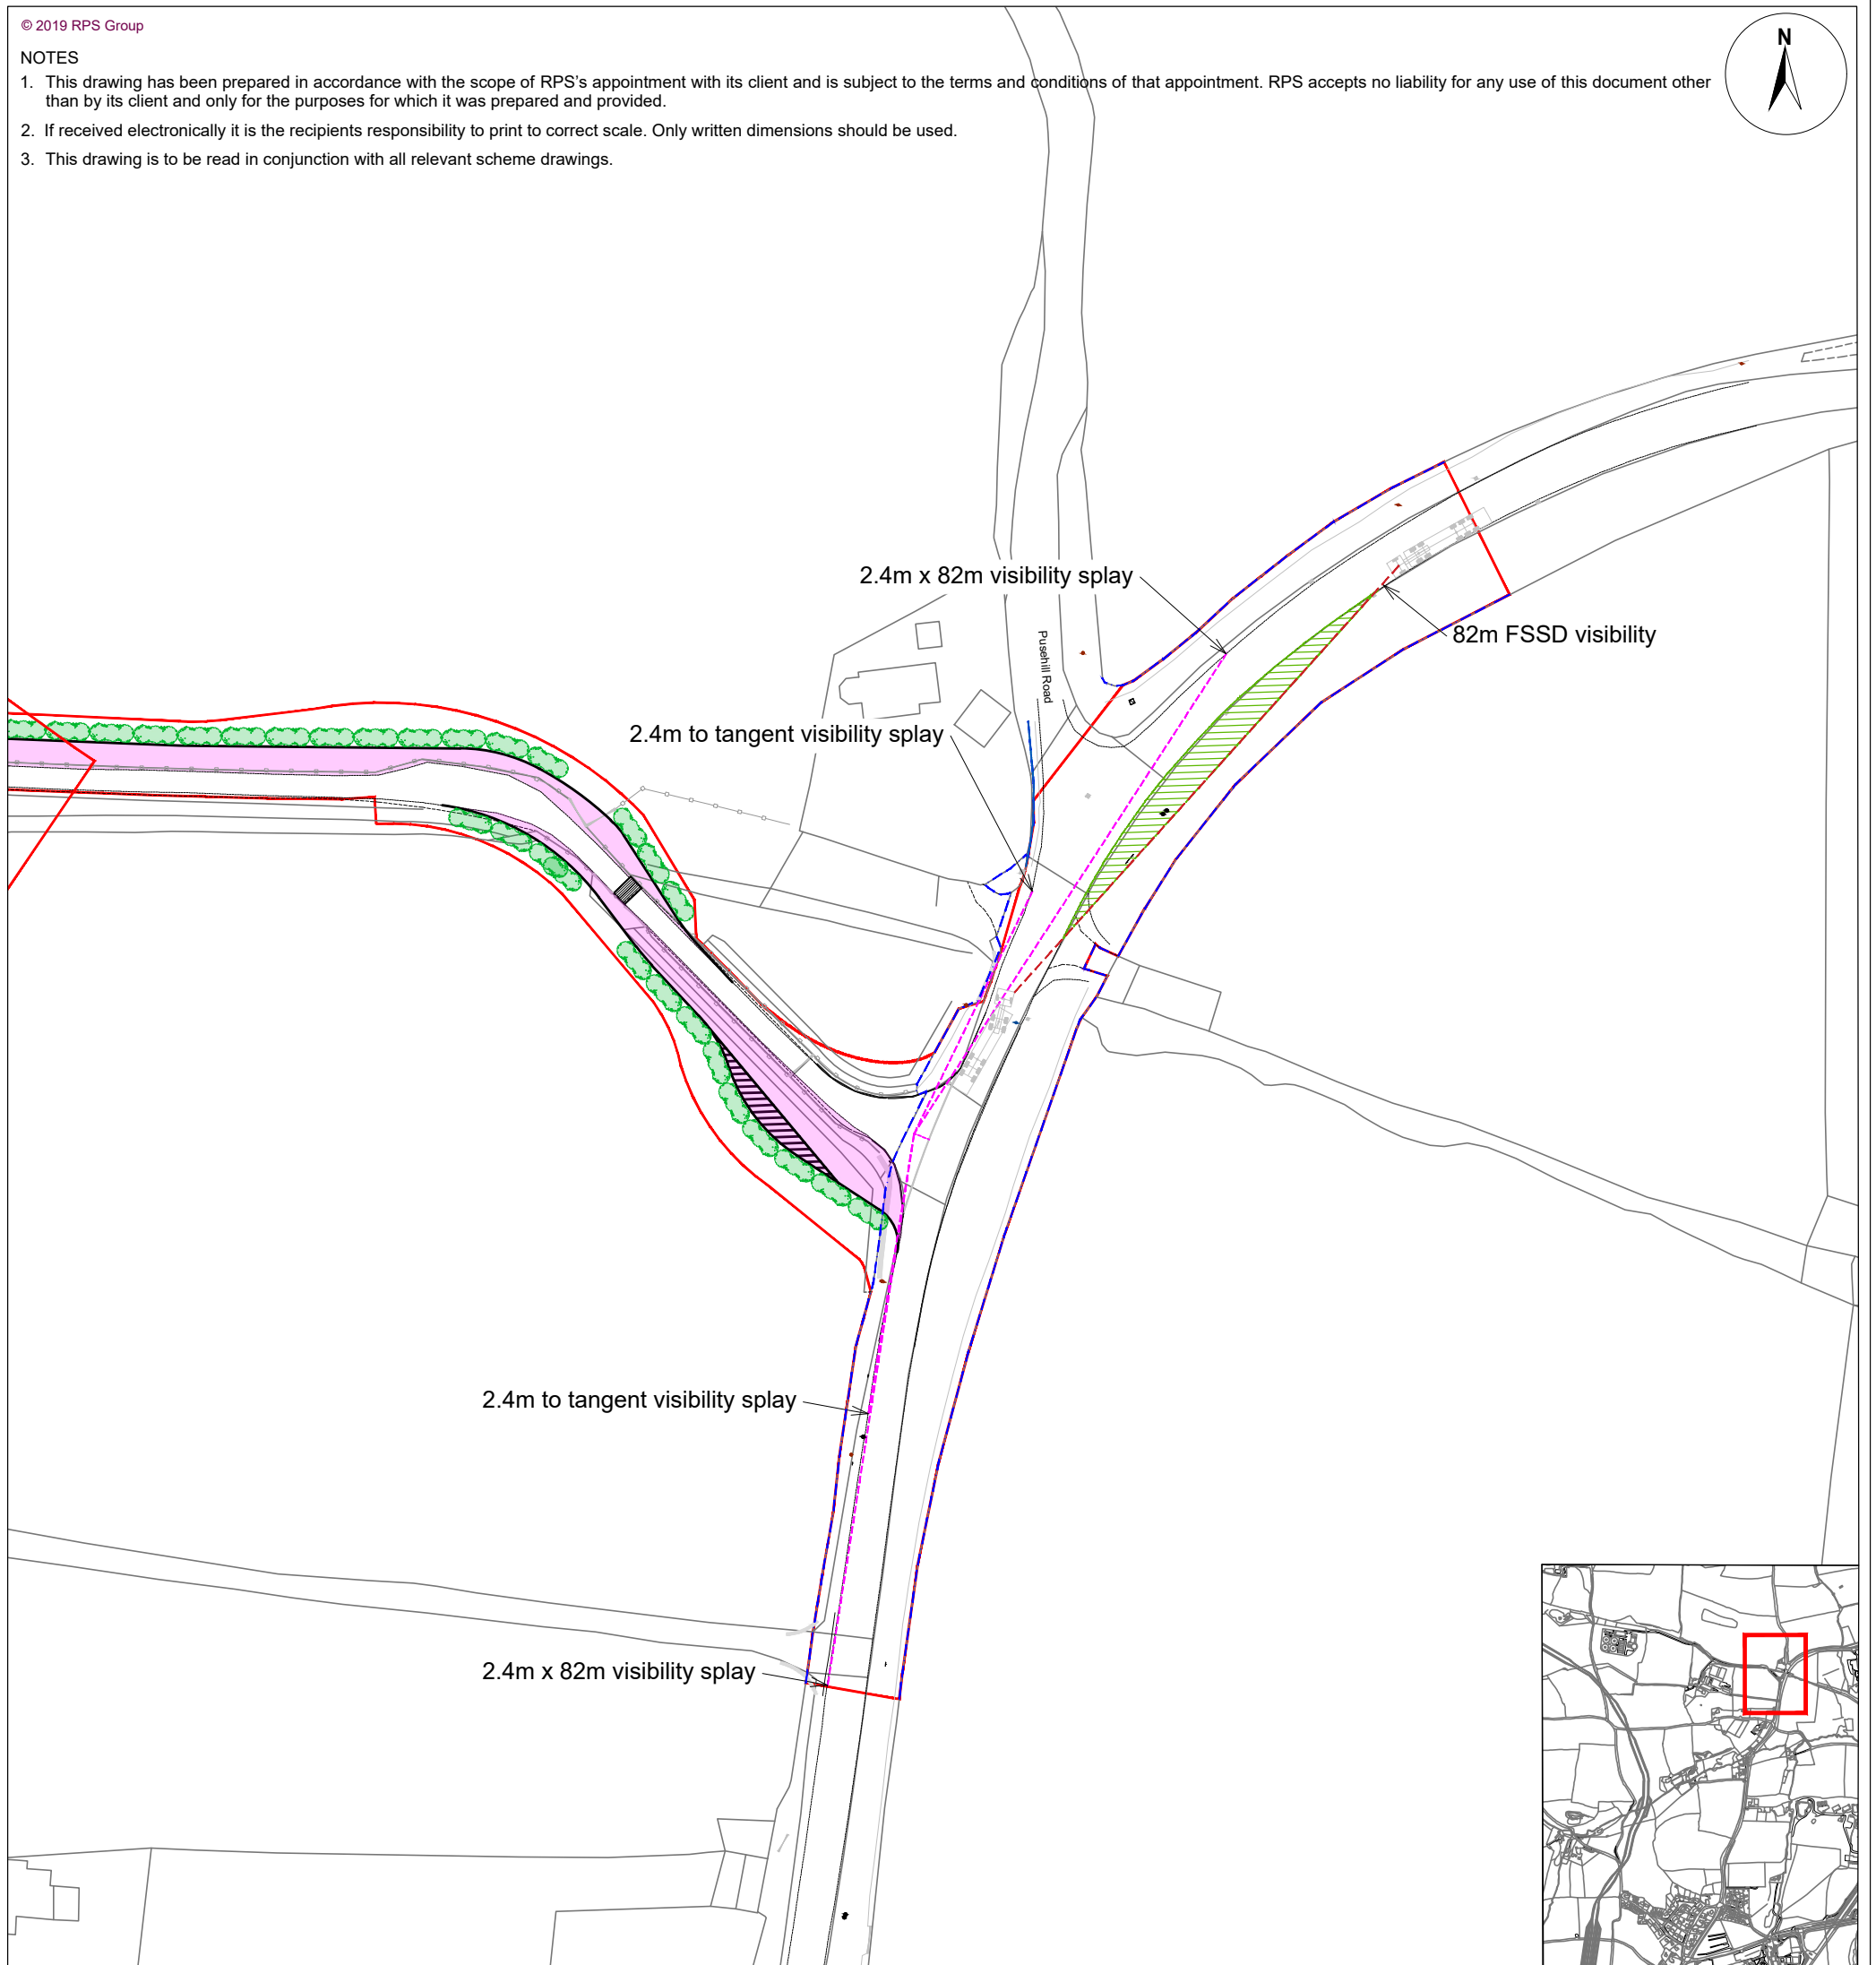 © 2019 RPS Group
N
NOTES
1. This drawing has been prepared in accordance with the scope of RPS's appointment with its client and is subject to the terms and conditions of that appointment. RPS accepts no liability for any use of this document other
than by its client and only for the purposes for which it was prepared and provided.
2. If received electronically it is the recipients responsibility to print to correct scale. Only written dimensions should be used.
3. This drawing is to be read in conjunction with all relevant scheme drawings.
2.4m x 82m visibility splay
82m FSSD visibility
Pusehill Road
2.4m to tangent visibility splay
2.4m to tangent visibility splay
2.4m x 82m visibility splay